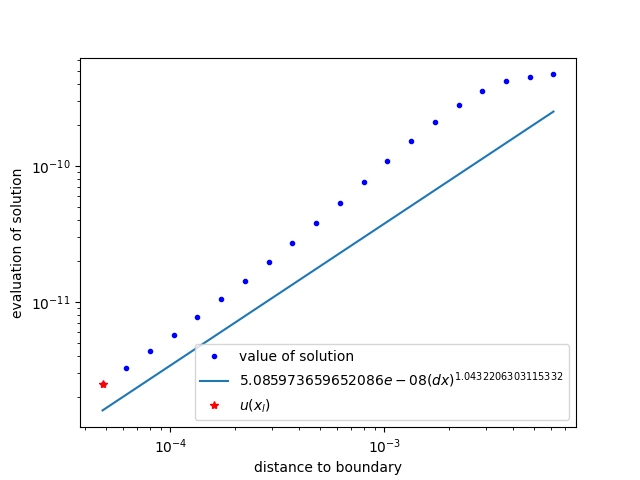 evaluation of solution
10⁻¹⁰
10⁻¹¹
value of solution
5.085973659652086e − 08(dx)^1.0432206303115332
u(x_l)
10⁻⁴ 10⁻³
distance to boundary